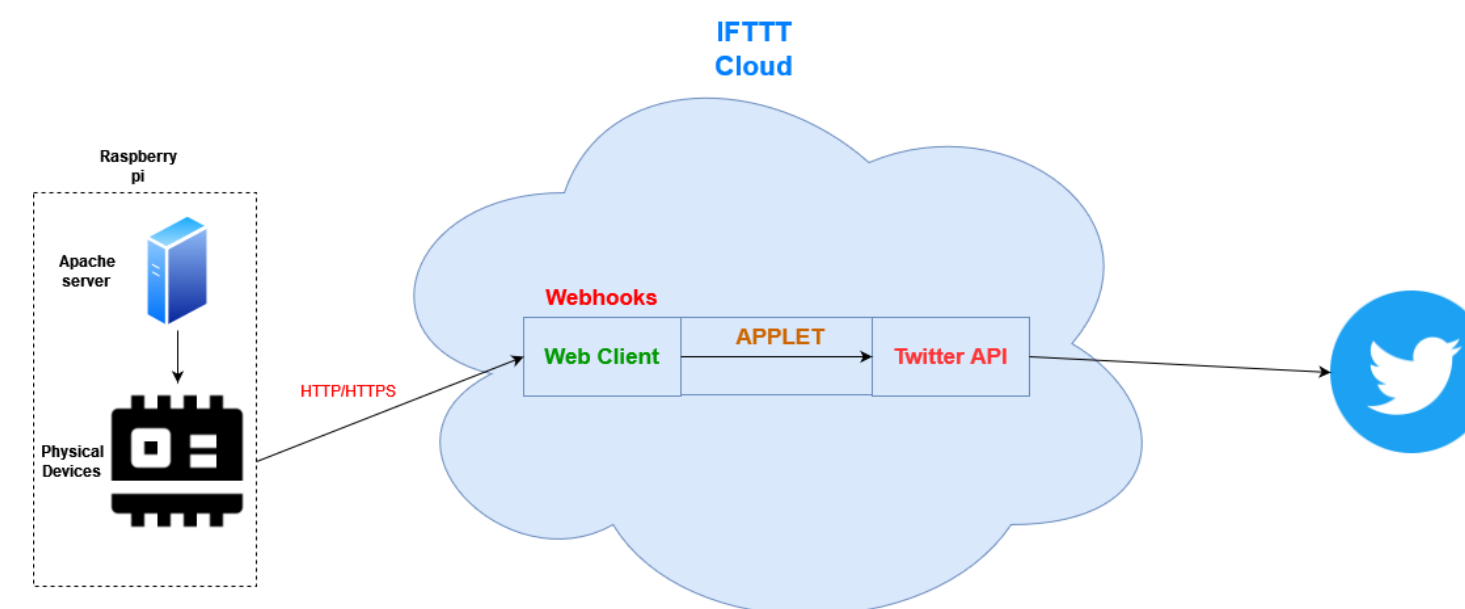 IFTTT
Cloud
Raspberry
pi
Apache
server
Physical
Devices
HTTP/HTTPS
Webhooks
Web Client
APPLET
Twitter API